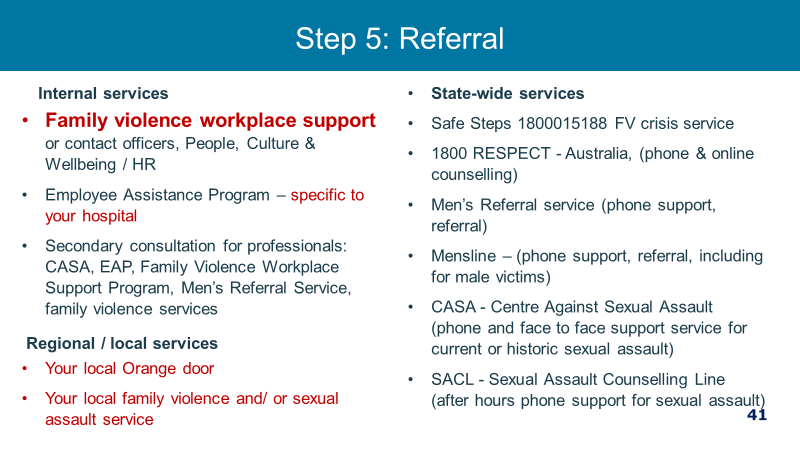 Step 5: Referral
Internal services
• Family violence workplace support
or contact officers, People, Culture &
Wellbeing / HR
• Employee Assistance Program – specific to
your hospital
• Secondary consultation for professionals:
CASA, EAP, Family Violence Workplace
Support Program, Men's Referral Service,
family violence services
Regional / local services
• Your local Orange door
• Your local family violence and/ or sexual
assault service
• State-wide services
• Safe Steps 1800015188 FV crisis service
• 1800 RESPECT - Australia, (phone & online
counselling)
• Men's Referral service (phone support,
referral)
• Mensline – (phone support, referral, including
for male victims)
• CASA - Centre Against Sexual Assault
(phone and face to face support service for
current or historic sexual assault)
• SACL - Sexual Assault Counselling Line
(after hours phone support for sexual assault)
41